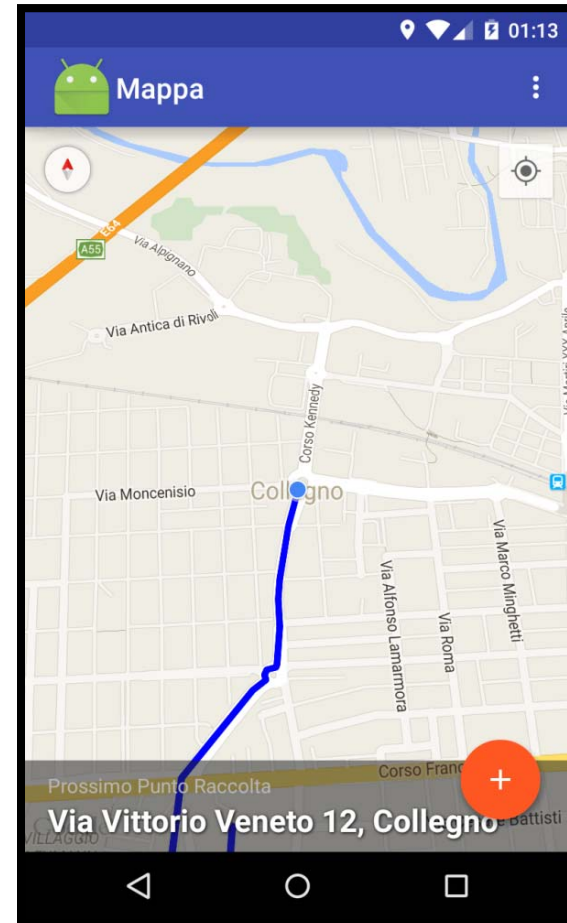 01:13
Mappa
E64
A55
Via Alpignano
Via Antica di Rivoli
Corso Kennedy
Via Moncenisio
Collegno
Via Marco Minghetti
Via Alfonso Lamarmora
Via Roma
Corso Fran
Prossimo Punto Raccolta
Via Vittorio Veneto 12, Collegno
e Battisti
VILLAGGIO
+